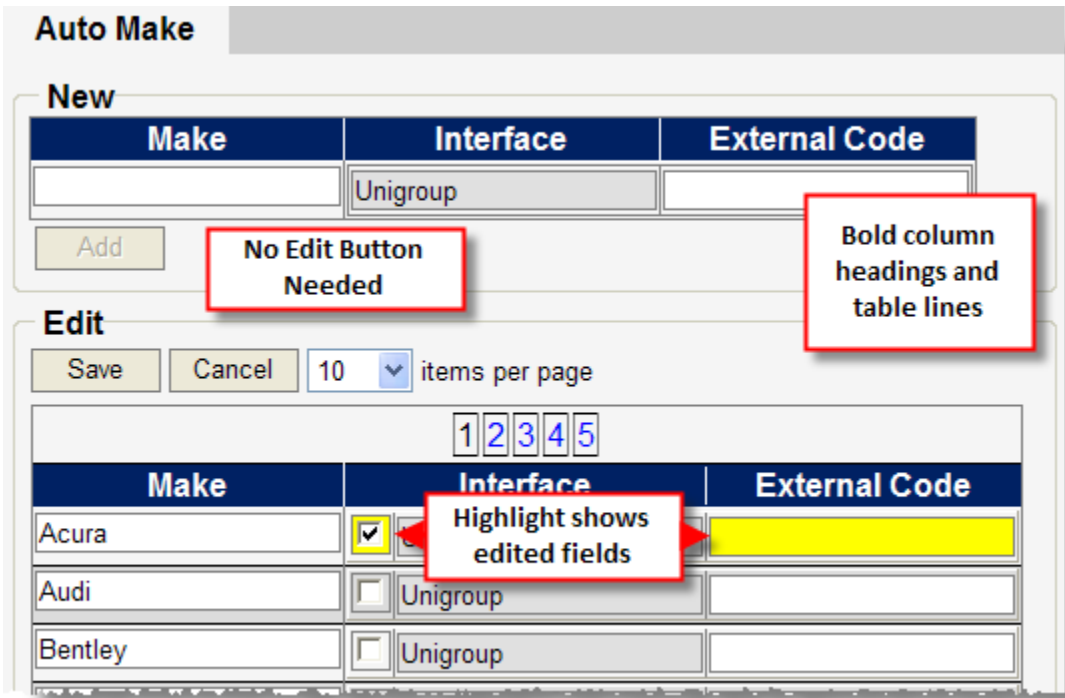 Auto Make
New
Make Interface External Code
Unigroup
Add
No Edit Button
Needed
Bold column
headings and
table lines
Edit
Save Cancel 10 items per page
1 2 3 4 5
Make Interface External Code
Acura
Highlight shows
edited fields
Audi Unigroup
Bentley Unigroup